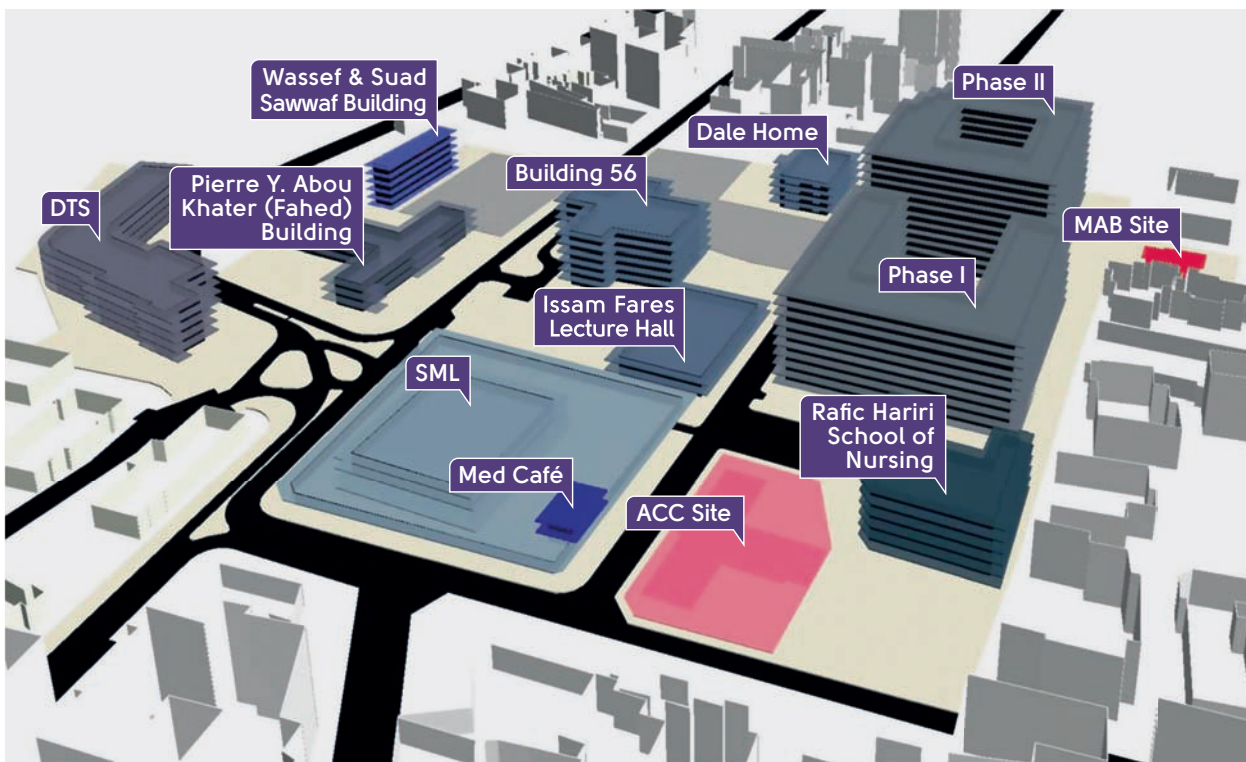 Wassef & Suad
Sawwaf Building
Phase II
Dale Home
Building 56
Pierre Y. Abou
Khater (Fahed)
Building
DTS
MAB Site
Phase I
Issam Fares
Lecture Hall
SML
Rafic Hariri
School of
Nursing
Med Café
ACC Site